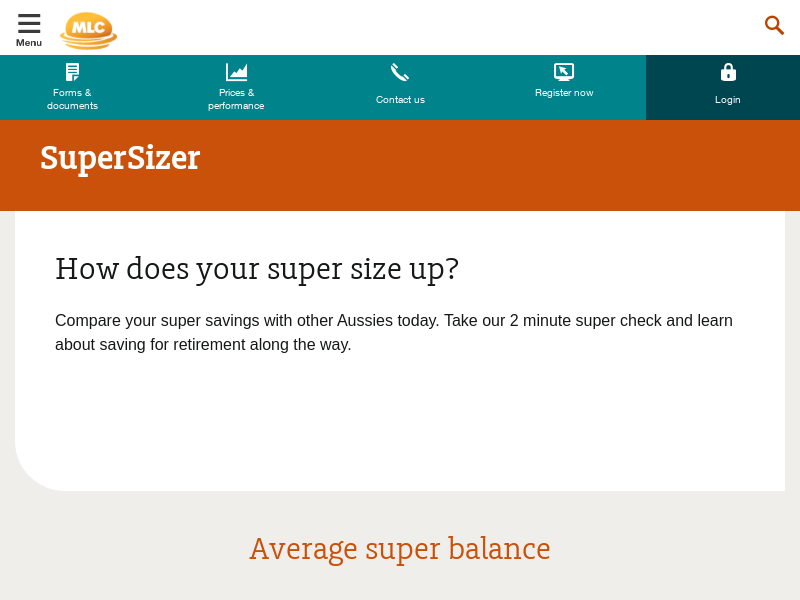 Menu
MLC
Forms &
documents
Prices &
performance
Contact us
Register now
Login
SuperSizer
How does your super size up?
Compare your super savings with other Aussies today. Take our 2 minute super check and learn
about saving for retirement along the way.
Average super balance